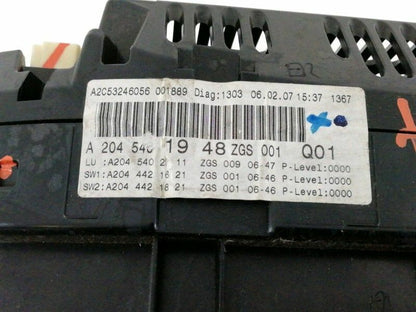 A2C53246056 001889 Diag:1303 06.02.07 15:37 1367
A 204 540 19 48 ZGS 001 Q01
LU :A204 540 2 11 ZGS 009 06-47 P-Level:0000
SW1:A204 442 16 21 ZGS 001 06-46 P-Level:0000
SW2:A204 442 16 21 ZGS 001 06-46 P-Level:0000